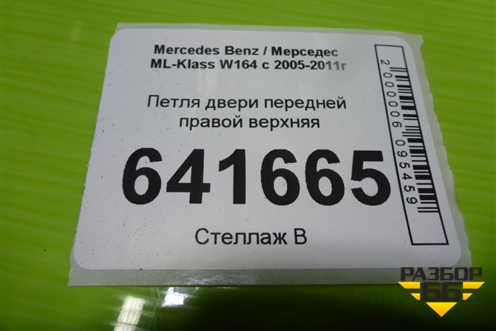 Mercedes Benz / Мерседес
ML-Klass W164 с 2005-2011г
Петля двери передней
правой верхняя
641665
Стеллаж В
2000006095459
РАЗБОР
66